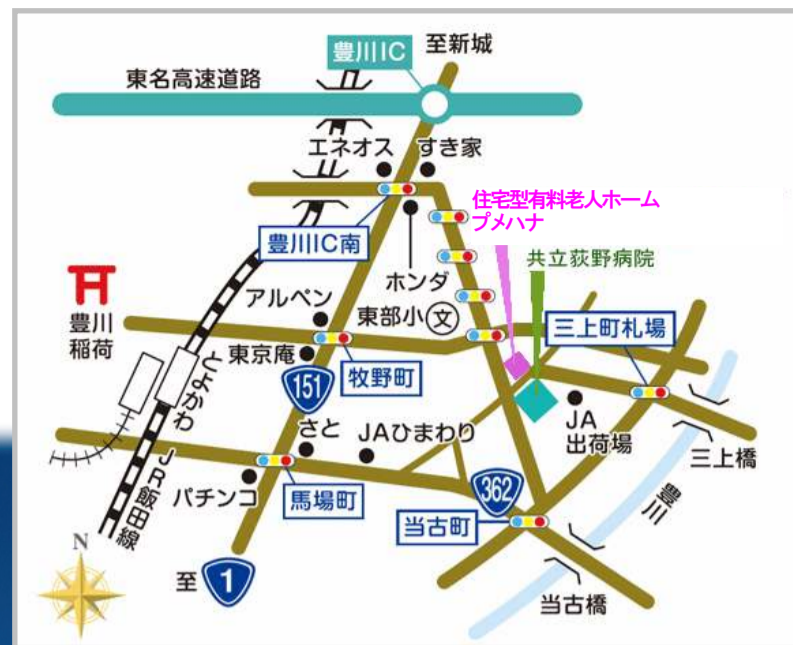 至新城
豊川IC
東名高速道路
エネオス
すき家
住宅型有料老人ホーム
プメハナ
豊川IC南
共立荻野病院
ホンダ
アルペン
東部小
文
三上町札場
豊川
稲荷
とよかわ
東京庵
牧野町
151
JA
出荷場
さと
JAひまわり
三上橋
パチンコ
馬場町
362
豊川
JR飯田線
当古町
N
至
1
当古橋